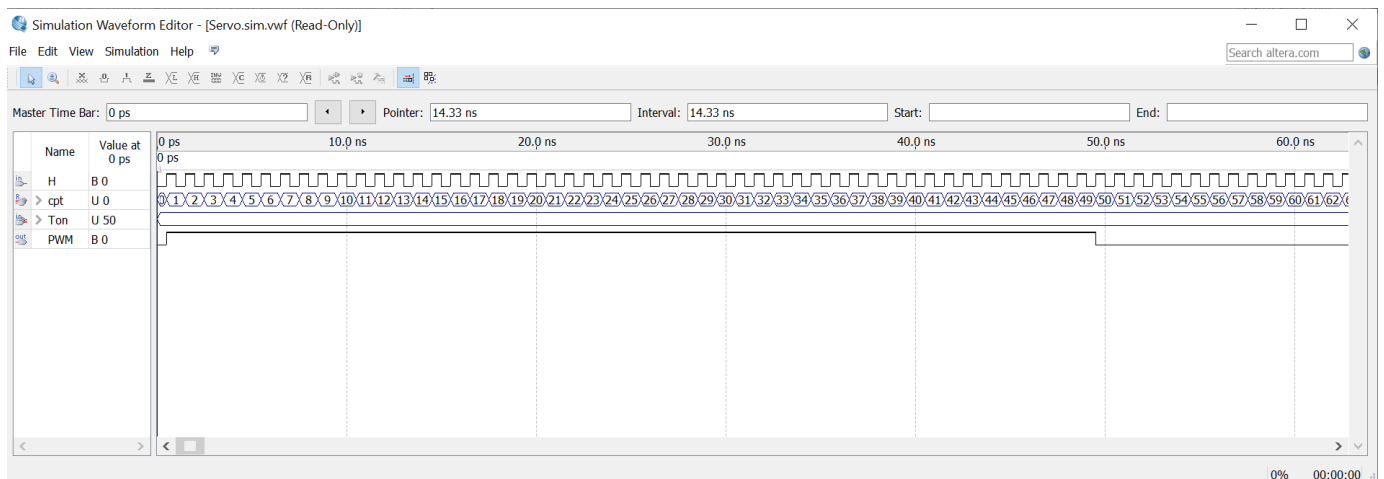 Simulation Waveform Editor - [Servo.sim.vwf (Read-Only)]
File Edit View Simulation Help
Search altera.com
Master Time Bar: 0 ps Pointer: 14.33 ns Interval: 14.33 ns Start: End:
Name Value at 0 ps
0 ps 10.0 ns 20.0 ns 30.0 ns 40.0 ns 50.0 ns 60.0 ns
0 ps
in H B 0
cpt U 0 0 1 2 3 4 5 6 7 8 9 10 11 12 13 14 15 16 17 18 19 20 21 22 23 24 25 26 27 28 29 30 31 32 33 34 35 36 37 38 39 40 41 42 43 44 45 46 47 48 49 50 51 52 53 54 55 56 57 58 59 60 61 62
Ton U 50
out PWM B 0
0% 00:00:00